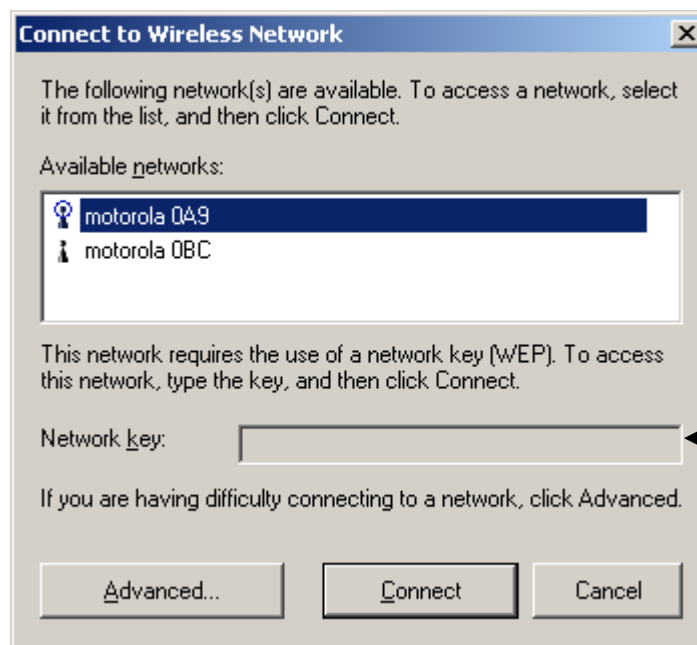 Connect to Wireless Network
The following network(s) are available. To access a network, select
it from the list, and then click Connect.
Available networks:
motorola 0A9
motorola 0BC
This network requires the use of a network key (WEP). To access
this network, type the key, and then click Connect.
Network key:
If you are having difficulty connecting to a network, click Advanced.
Advanced... Connect Cancel